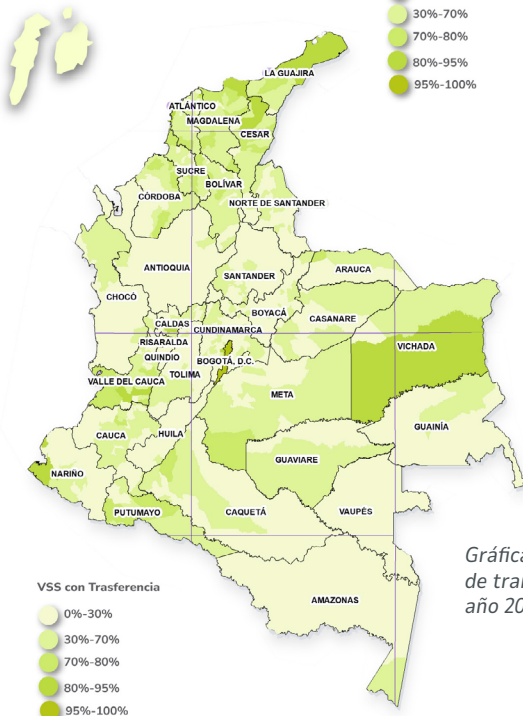 30%-70%
70%-80%
80%-95%
95%-100%
LA GUAJIRA
ATLÁNTICO
MAGDALENA
CESAR
SUCRE
BOLÍVAR
CÓRDOBA
NORTE DE SANTANDER
ANTIOQUIA
SANTANDER
ARAUCA
CHOCÓ
BOYACÁ
CASANARE
CALDAS
CUNDINAMARCA
RISARALDA
VICHADA
QUINDÍO
BOGOTÁ, D.C.
VALLE DEL CAUCA
TOLIMA
META
GUAINÍA
CAUCA
HUILA
GUAVIARE
NARIÑO
PUTUMAYO
CAQUETÁ
VAUPÉS
Gráfica
de tran
año 20
AMAZONAS
VSS con Trasferencia
0%-30%
30%-70%
70%-80%
80%-95%
95%-100%